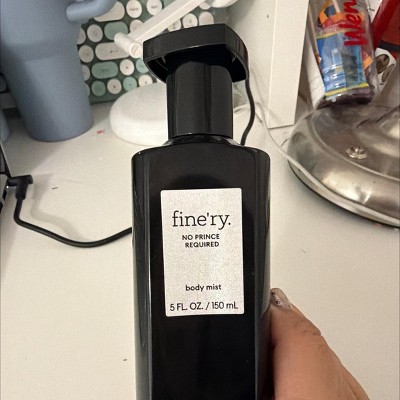 fine'ry.
NO PRINCE
REQUIRED
body mist
5 FL. OZ. / 150 mL